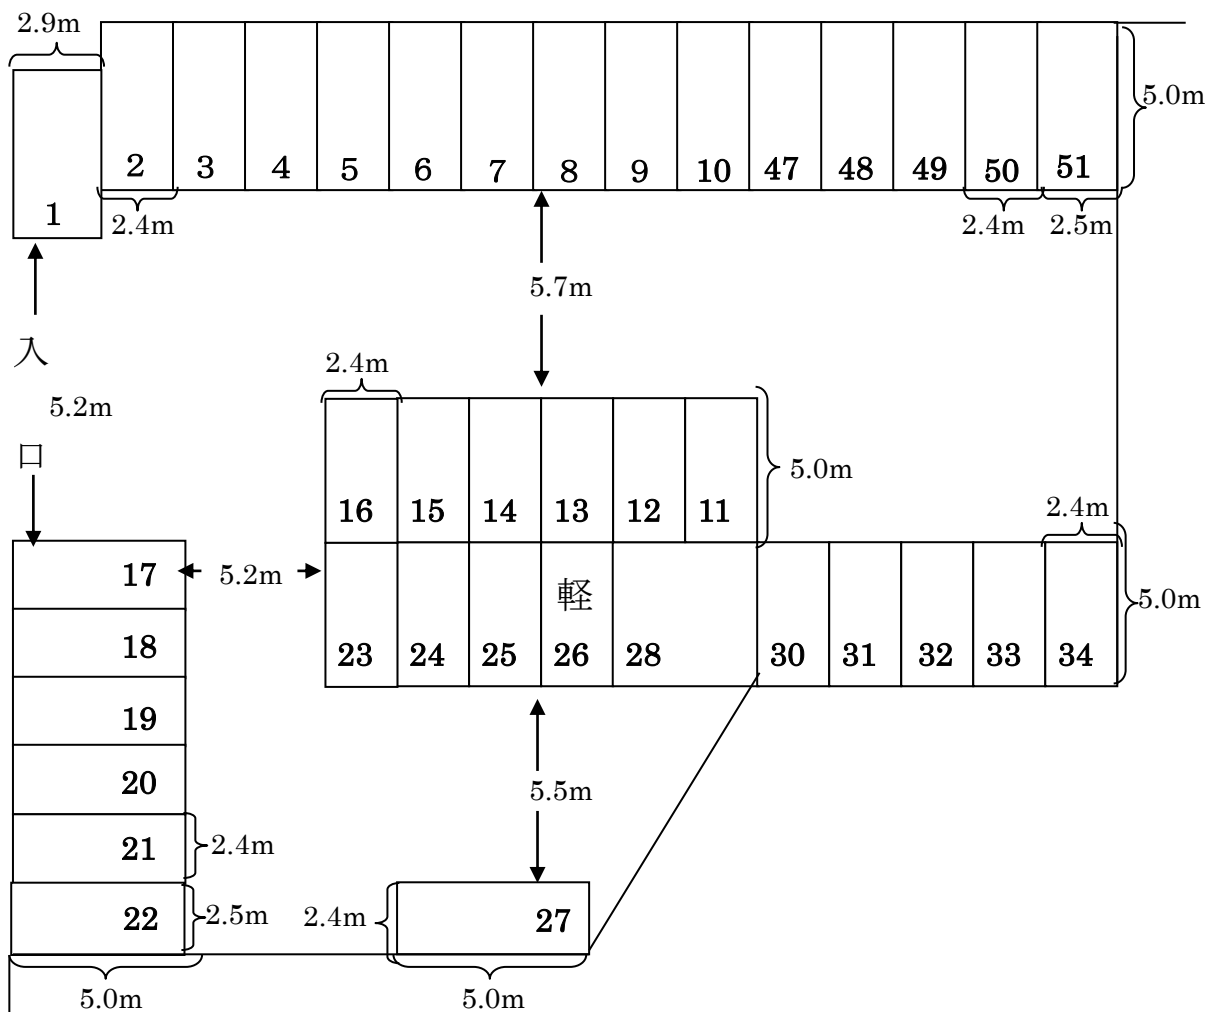 2.9m
5.0m
2 3 4 5 6 7 8 9 10 47 48 49 50 51
1
2.4m 2.4m 2.5m
5.7m
入
2.4m
5.2m
口
5.0m
16 15 14 13 12 11
2.4m
17
5.2m
軽
5.0m
18
23 24 25 26 28 30 31 32 33 34
19
20
5.5m
21
2.4m
22
2.5m
2.4m
27
5.0m 5.0m